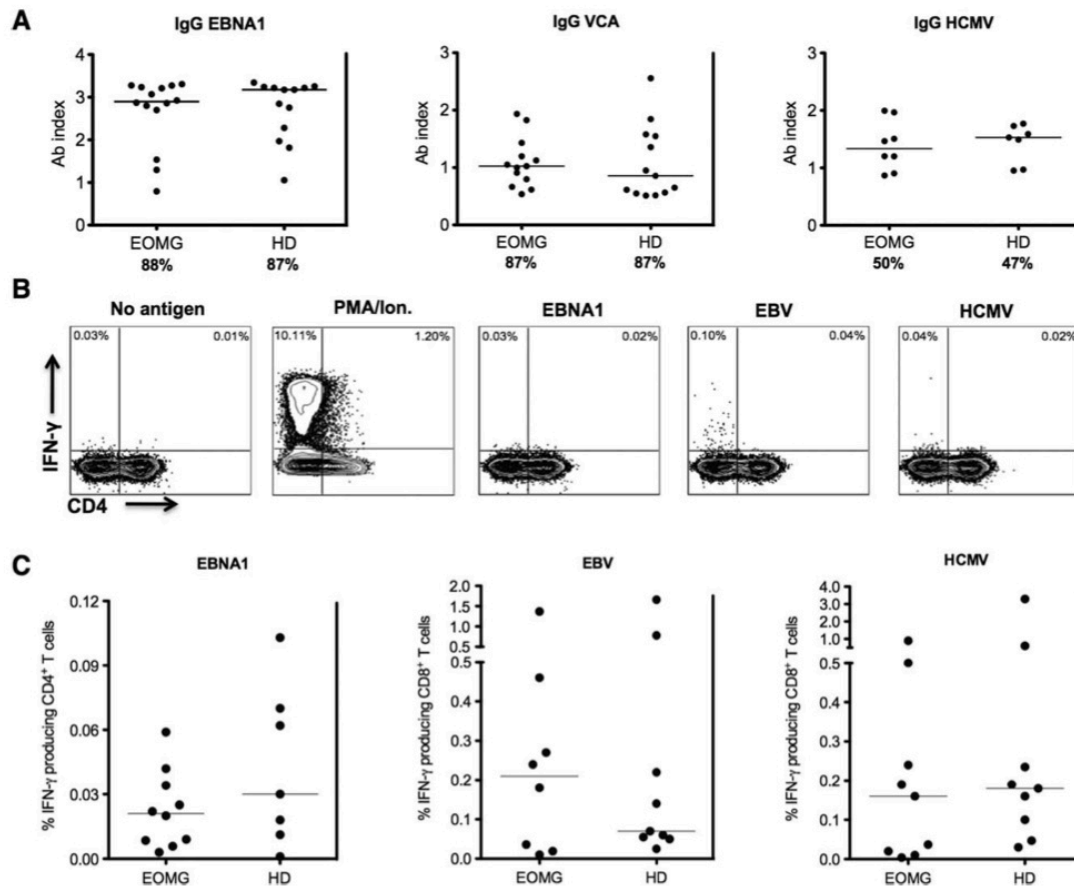 A
IgG EBNA1
IgG VCA
IgG HCMV
Ab index
4
3
2
1
0
EOMG
HD
88%
87%
Ab index
3
2
1
0
EOMG
HD
87%
87%
Ab index
3
2
1
0
EOMG
HD
50%
47%
B
No antigen
PMA/Ion.
EBNA1
EBV
HCMV
0.03%
0.01%
10.11%
1.20%
0.03%
0.02%
0.10%
0.04%
0.04%
0.02%
IFN-γ
CD4
C
EBNA1
EBV
HCMV
% IFN-γ producing CD4⁺ T cells
0.12
0.09
0.06
0.03
0.00
EOMG
HD
% IFN-γ producing CD8⁺ T cells
2.0
1.5
1.0
0.5
0.5
0.4
0.3
0.2
0.1
0.0
EOMG
HD
% IFN-γ producing CD8⁺ T cells
4.0
3.0
2.0
1.0
0.5
0.4
0.3
0.2
0.1
0.0
EOMG
HD